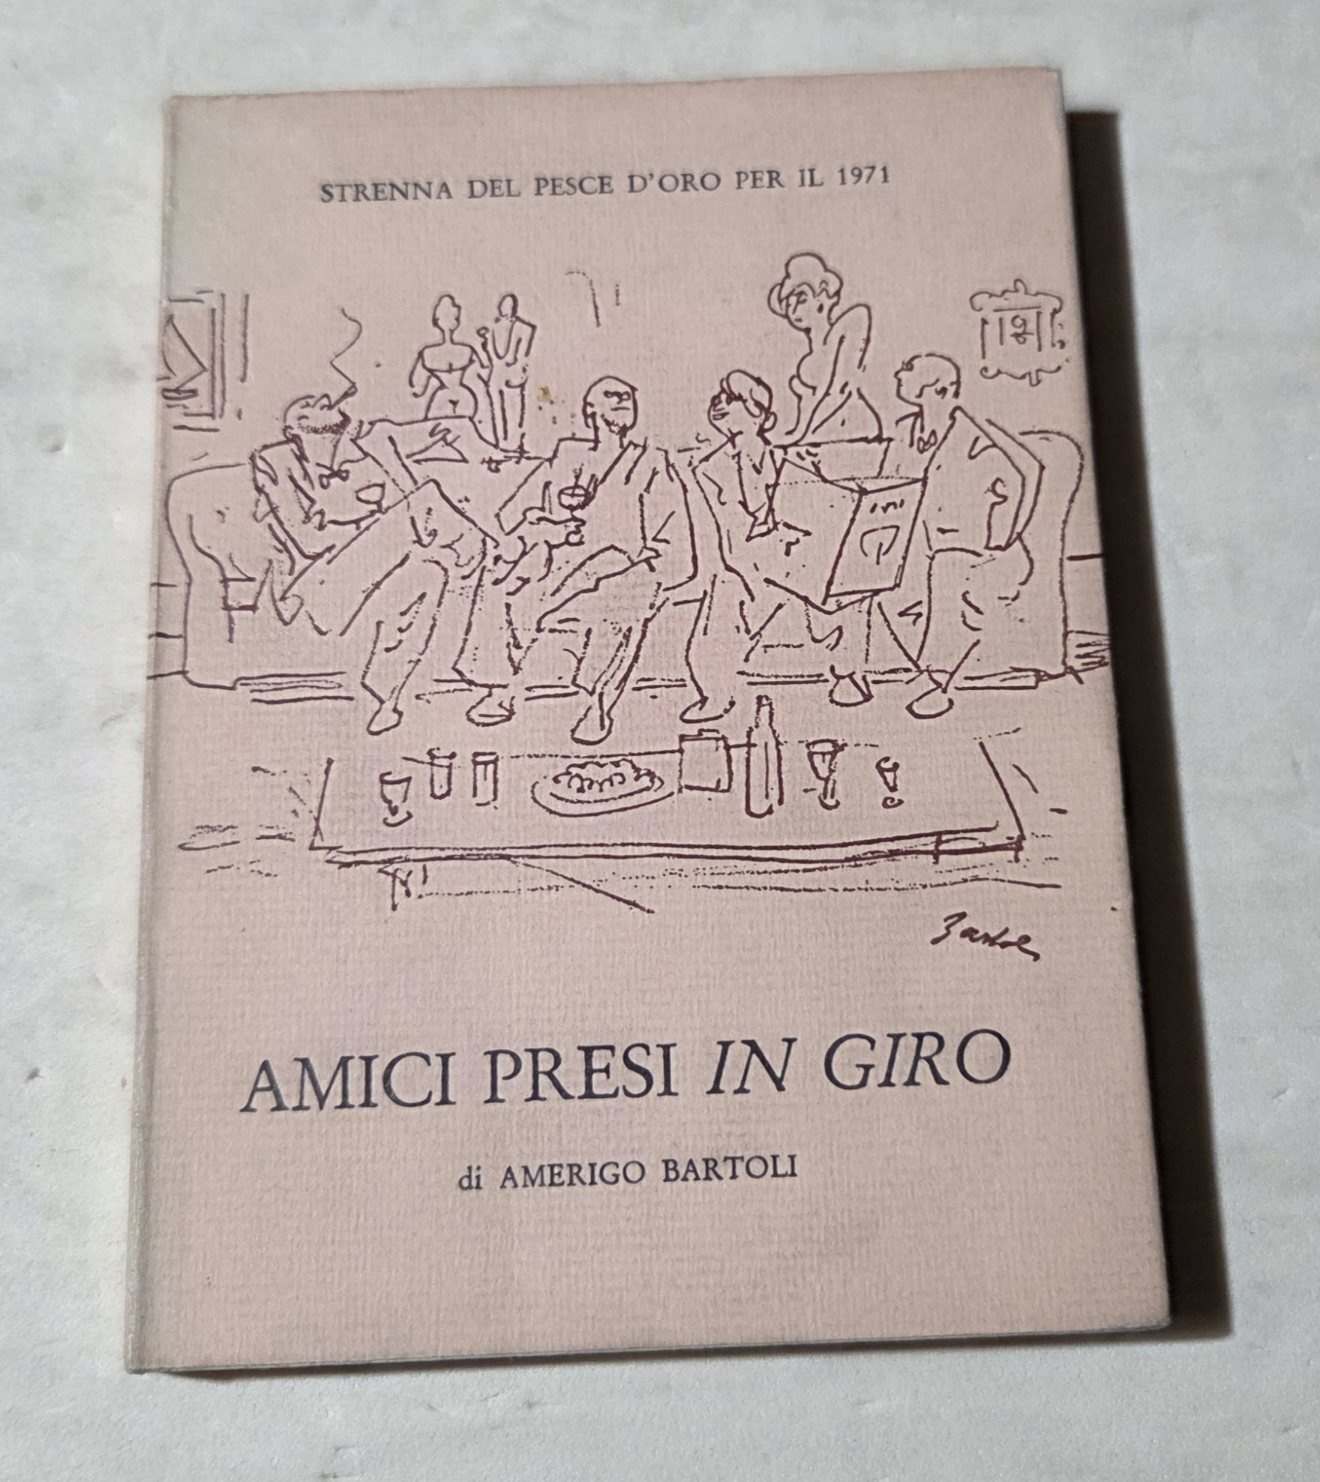 STRENNA DEL PESCE D'ORO PER IL 1971
Bartoli
AMICI PRESI IN GIRO
di AMERIGO BARTOLI